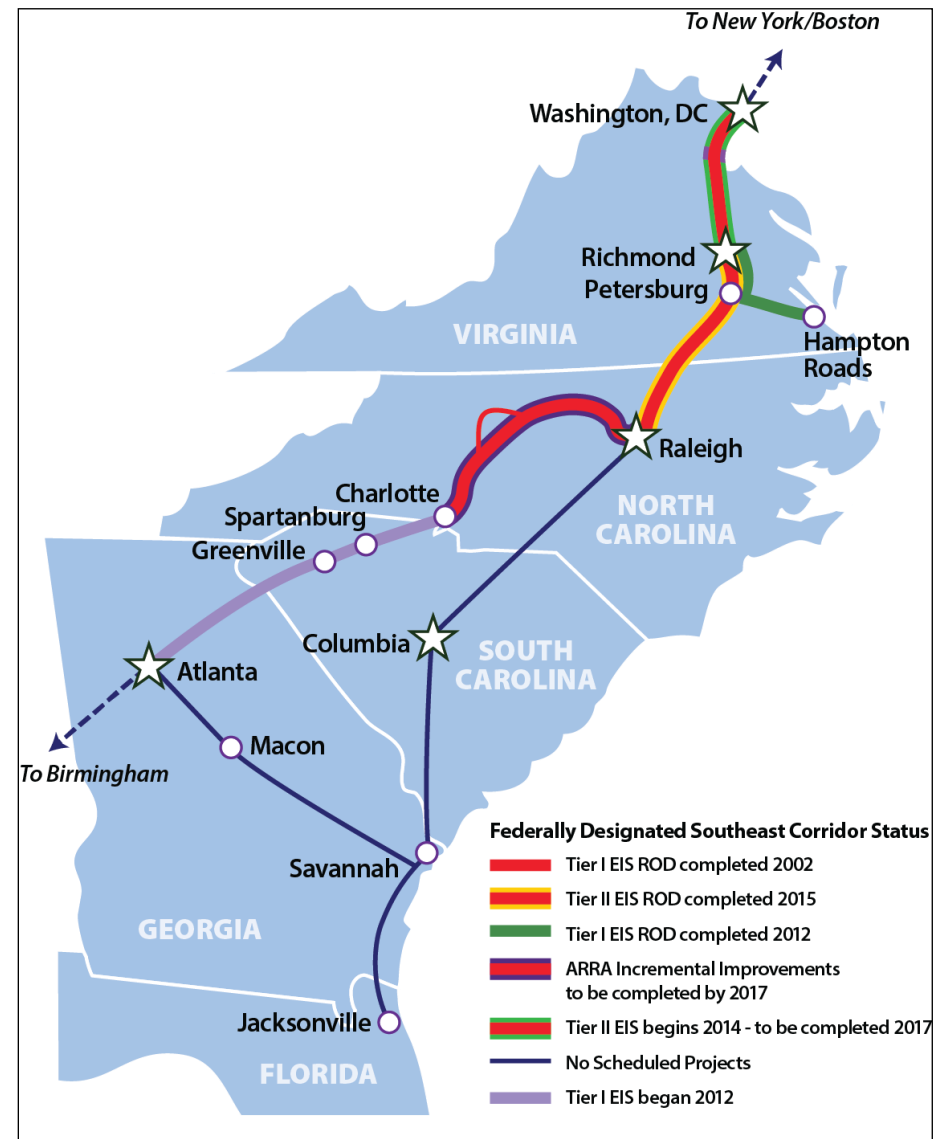 To New York/Boston
Washington, DC
Richmond
Petersburg
VIRGINIA
Hampton
Roads
Raleigh
Charlotte
Spartanburg
Greenville
NORTH
CAROLINA
Columbia
SOUTH
CAROLINA
Atlanta
Macon
To Birmingham
Savannah
GEORGIA
Jacksonville
FLORIDA
Federally Designated Southeast Corridor Status
Tier I EIS ROD completed 2002
Tier II EIS ROD completed 2015
Tier I EIS ROD completed 2012
ARRA Incremental Improvements
to be completed by 2017
Tier II EIS begins 2014 - to be completed 2017
No Scheduled Projects
Tier I EIS began 2012